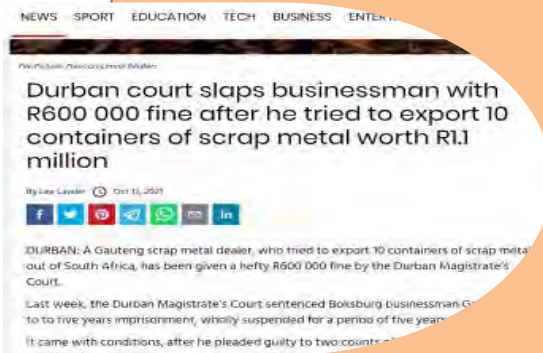 NEWS SPORT EDUCATION TECH BUSINESS
Durban court slaps businessman with
R600 000 fine after he tried to export 10
containers of scrap metal worth R1.1
million
By Oct 13, 2021
f in
DURBAN: A Gauteng scrap metal dealer, who tried to export 10 containers of scrap metal
out of South Africa, has been given a hefty R600 000 fine by the Durban Magistrate's
Court.
Last week, the Durban Magistrate's Court sentenced Boksburg businessman
to to five years imprisonment, wholly suspended for a period of five
It came with conditions, after he pleaded guilty to two counts